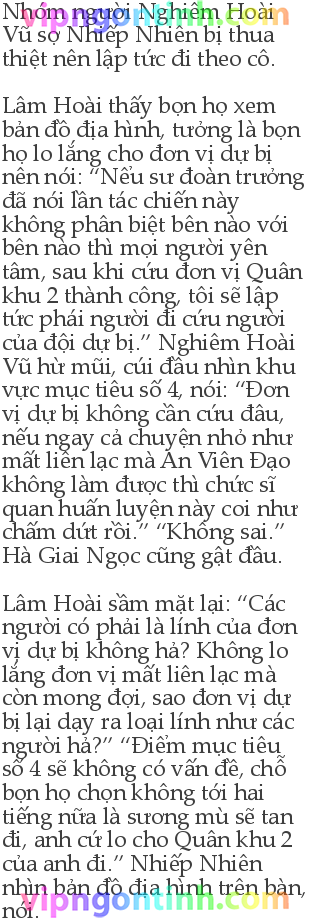 Nhóm người Nghiêm Hoài
vipngontinh.com
Vũ sợ Nhiếp Nhiên bị thua
thiệt nên lập tức đi theo cô.
Lâm Hoài thấy bọn họ xem
bản đồ địa hình, tưởng là bọn
họ lo lắng cho đơn vị dự bị
nên nói: “Nếu sư đoàn trưởng
đã nói lần tác chiến này
không phân biệt bên nào với
bên nào thì mọi người yên
tâm, sau khi cứu đơn vị Quân
khu 2 thành công, tôi sẽ lập
tức phái người đi cứu người
của đội dự bị.” Nghiêm Hoài
Vũ hừ mũi, cúi đầu nhìn khu
vực mục tiêu số 4, nói: “Đơn
vị dự bị không cần cứu đâu,
nếu ngay cả chuyện nhỏ như
mất liên lạc mà An Viên Đạo
không làm được thì chức sĩ
quan huấn luyện này coi như
chấm dứt rồi.” “Không sai.”
Hà Giai Ngọc cũng gật đầu.
Lâm Hoài sầm mặt lại: “Các
người có phải là lính của đơn
vị dự bị không hả? Không lo
lắng đơn vị mất liên lạc mà
còn mong đợi, sao đơn vị dự
bị lại dạy ra loại lính như các
người hả?” “Điểm mục tiêu
số 4 sẽ không có vấn đề, chỗ
bọn họ chọn không tới hai
tiếng nữa là sương mù sẽ tan
đi, anh cứ lo cho Quân khu 2
của anh đi.” Nhiếp Nhiên
nhìn bản đồ địa hình trên bàn,
vipngontinh.com
nói.